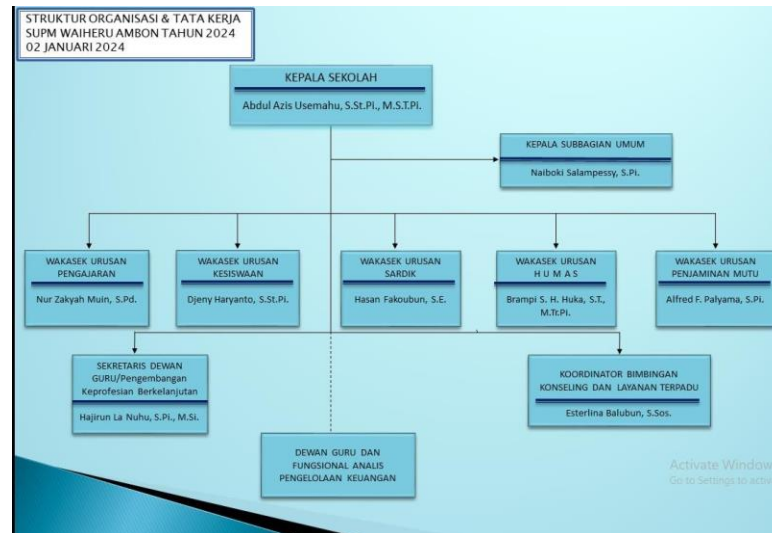 STRUKTUR ORGANISASI & TATA KERJA
SUPM WAIHERU AMBON TAHUN 2024
02 JANUARI 2024
KEPALA SEKOLAH
Abdul Azis Usemahu, S.St.Pi., M.S.T.Pi.
KEPALA SUBBAGIAN UMUM
Naiboki Salampessy, S.Pi.
WAKASEK URUSAN
PENGAJARAN
Nur Zakyah Muin, S.Pd.
WAKASEK URUSAN
KESISWAAN
Djeny Haryanto, S.St.Pi.
WAKASEK URUSAN
SARDIK
Hasan Fakoubun, S.E.
WAKASEK URUSAN
H U M A S
Brampi S. H. Huka, S.T.,
M.Tr.Pi.
WAKASEK URUSAN
PENJAMINAN MUTU
Alfred F. Palyama, S.Pi.
SEKRETARIS DEWAN
GURU/Pengembangan
Keprofesian Berkelanjutan
Hajirun La Nuhu, S.Pi., M.Si.
KOORDINATOR BIMBINGAN
KONSELING DAN LAYANAN TERPADU
Esterlina Balubun, S.Sos.
DEWAN GURU DAN
FUNGSIONAL ANALIS
PENGELOLAAN KEUANGAN
Activate Window
Go to Settings to activ